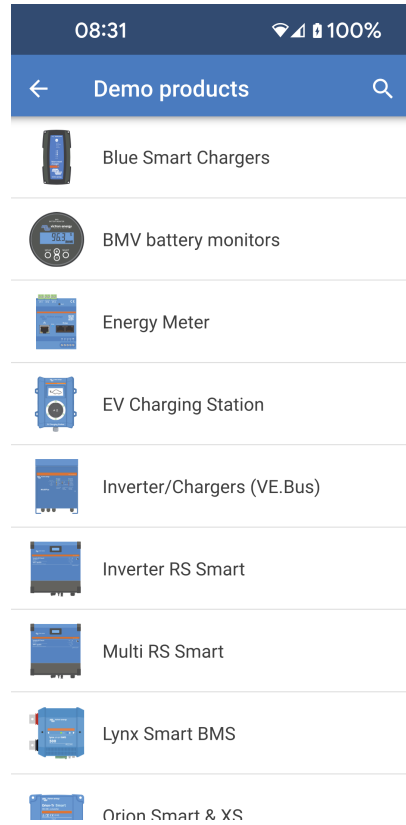 08:31
100%
Demo products
Blue Smart Chargers
BMV battery monitors
Energy Meter
EV Charging Station
Inverter/Chargers (VE.Bus)
Inverter RS Smart
Multi RS Smart
Lynx Smart BMS
Orion Smart & XS